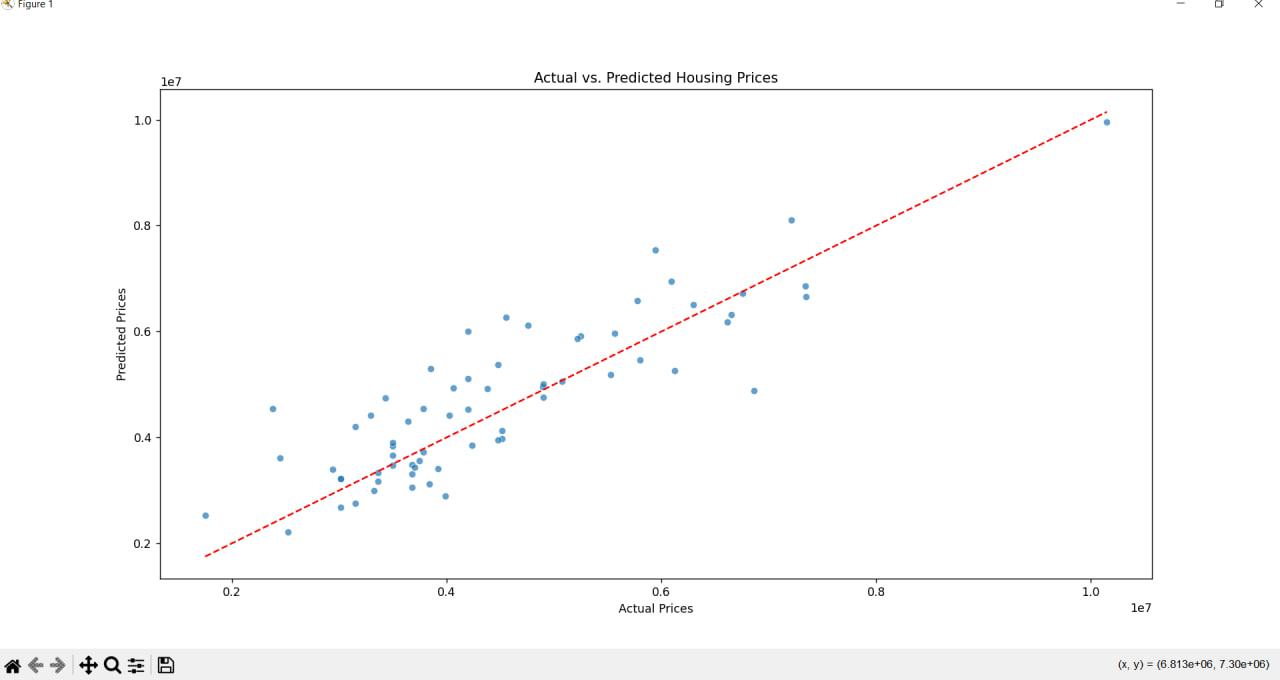 Figure 1
Actual vs. Predicted Housing Prices
1e7
1.0
0.8
0.6
0.4
0.2
Predicted Prices
0.2 0.4 0.6 0.8 1.0
Actual Prices
1e7
(x, y) = (6.813e+06, 7.30e+06)